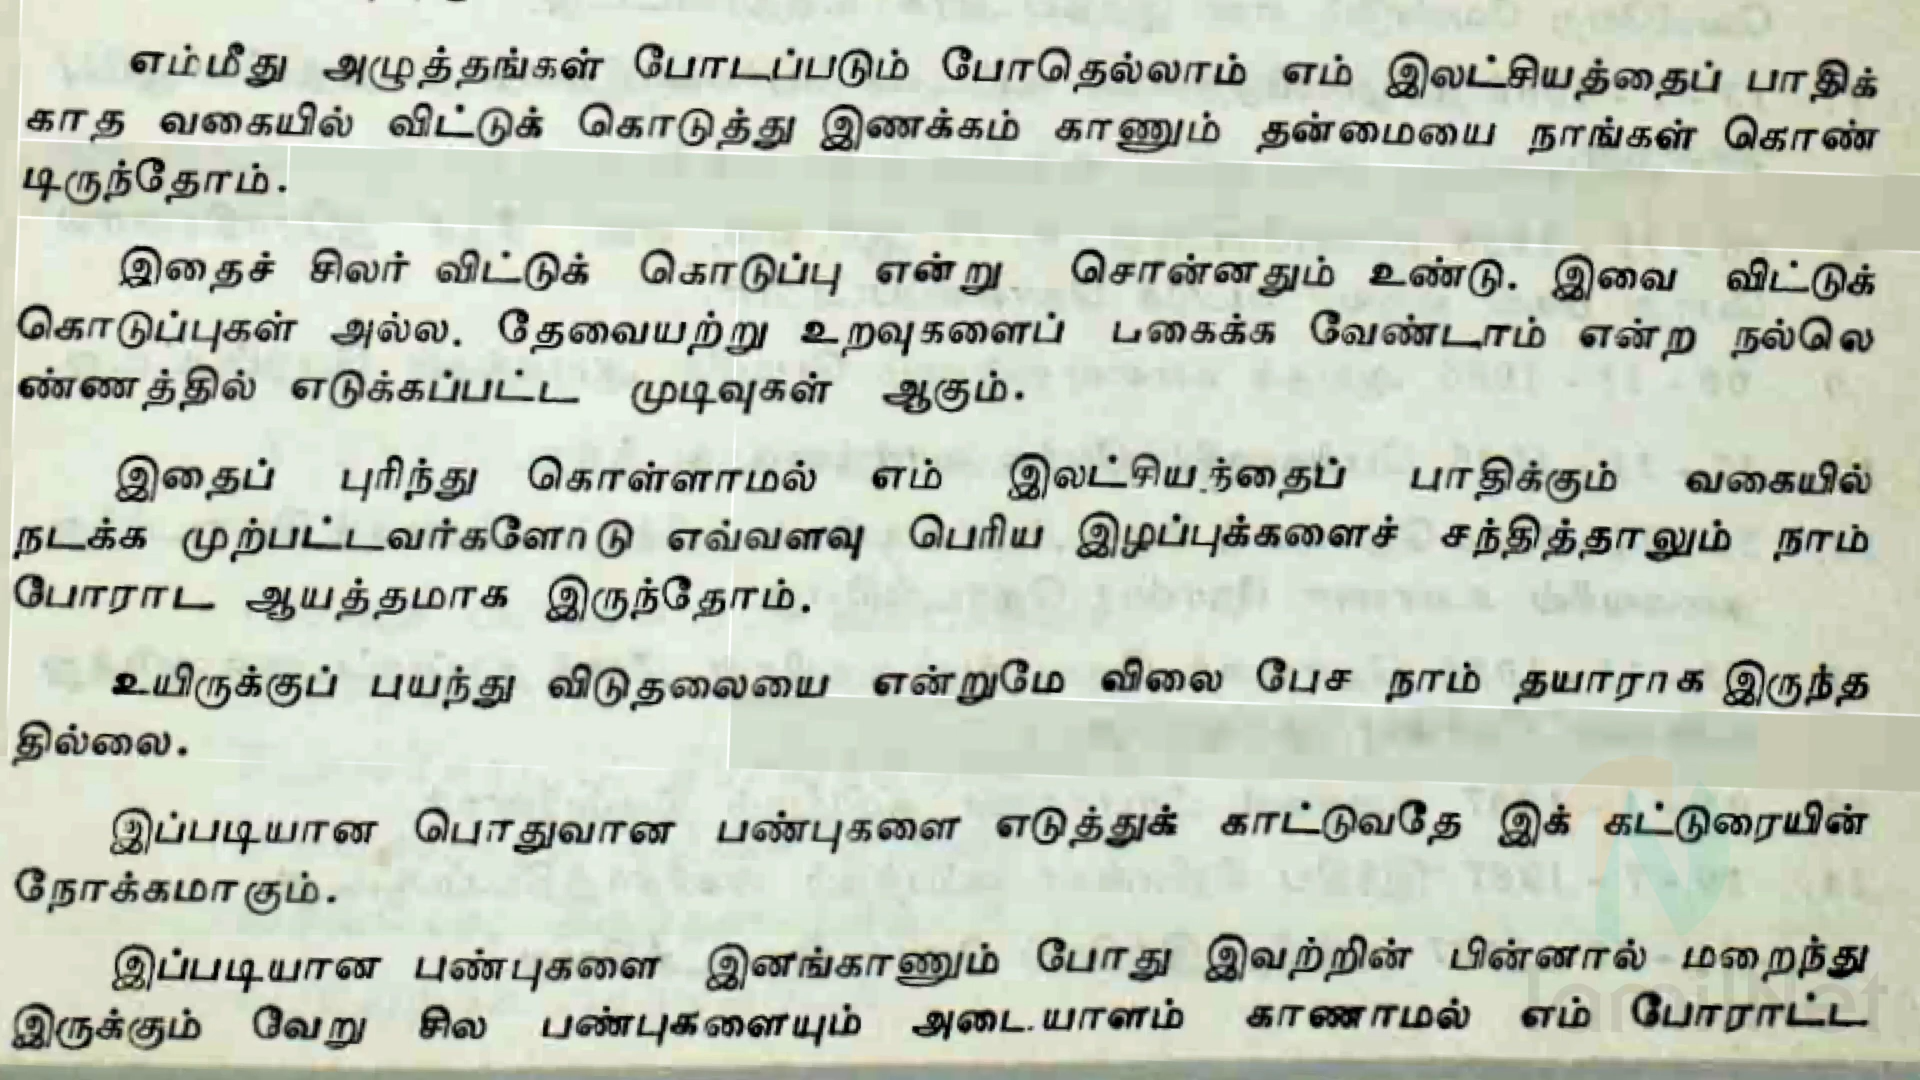 எம்மீது அழுத்தங்கள் போடப்படும் போதெல்லாம் எம் இலட்சியத்தைப் பாதிக்
காத வகையில் விட்டுக் கொடுத்து இணக்கம் காணும் தன்மையை நாங்கள் கொண்
டிருந்தோம்.
இதைச் சிலர் விட்டுக் கொடுப்பு என்று சொன்னதும் உண்டு. இவை விட்டுக்
கொடுப்புகள் அல்ல. தேவையற்று உறவுகளைப் பகைக்க வேண்டாம் என்ற நல்லெ
ண்ணத்தில் எடுக்கப்பட்ட முடிவுகள் ஆகும்.
இதைப் புரிந்து கொள்ளாமல் எம் இலட்சியத்தைப் பாதிக்கும் வகையில்
நடக்க முற்பட்டவர்களோடு எவ்வளவு பெரிய இழப்புக்களைச் சந்தித்தாலும் நாம்
போராட ஆயத்தமாக இருந்தோம்.
உயிருக்குப் பயந்து விடுதலையை என்றுமே விலை பேச நாம் தயாராக இருந்த
தில்லை.
இப்படியான பொதுவான பண்புகளை எடுத்துக் காட்டுவதே இக் கட்டுரையின்
நோக்கமாகும்.
இப்படியான பண்புகளை இனங்காணும் போது இவற்றின் பின்னால் மறைந்து
இருக்கும் வேறு சில பண்புகளையும் அடையாளம் காணாமல் எம் போராட்ட
TamilNet